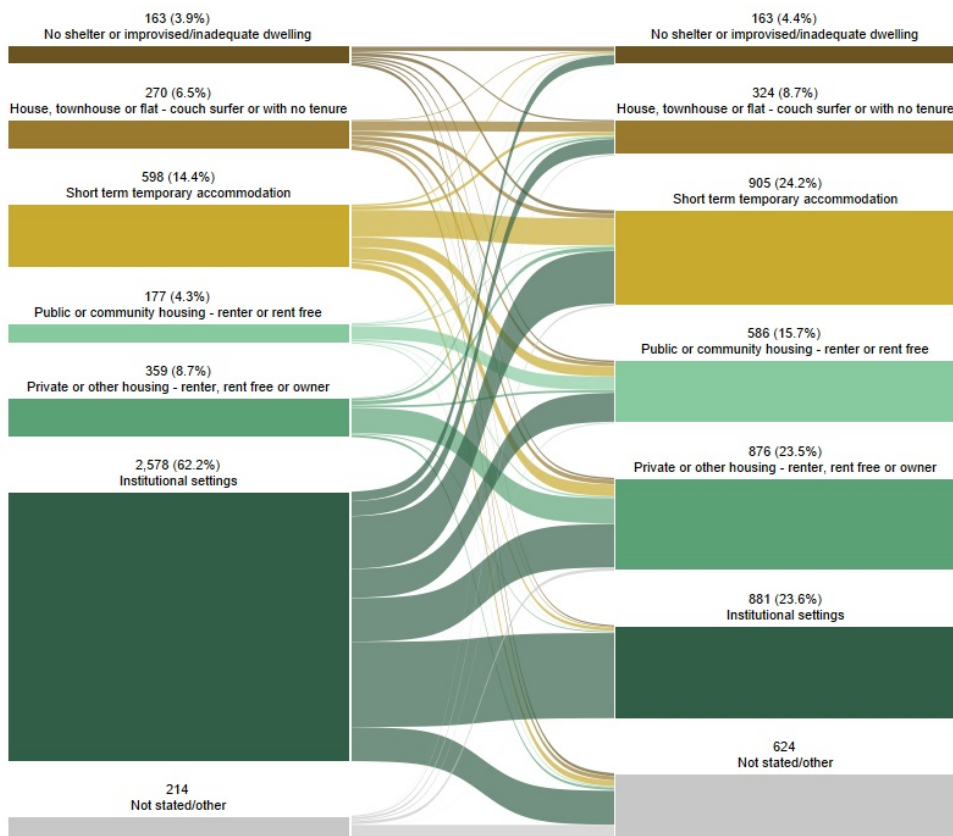 163 (3.9%)
No shelter or improvised/inadequate dwelling
270 (6.5%)
House, townhouse or flat - couch surfer or with no tenure
598 (14.4%)
Short term temporary accommodation
177 (4.3%)
Public or community housing - renter or rent free
359 (8.7%)
Private or other housing - renter, rent free or owner
2,578 (62.2%)
Institutional settings
214
Not stated/other
163 (4.4%)
No shelter or improvised/inadequate dwelling
324 (8.7%)
House, townhouse or flat - couch surfer or with no tenure
905 (24.2%)
Short term temporary accommodation
586 (15.7%)
Public or community housing - renter or rent free
876 (23.5%)
Private or other housing - renter, rent free or owner
881 (23.6%)
Institutional settings
624
Not stated/other